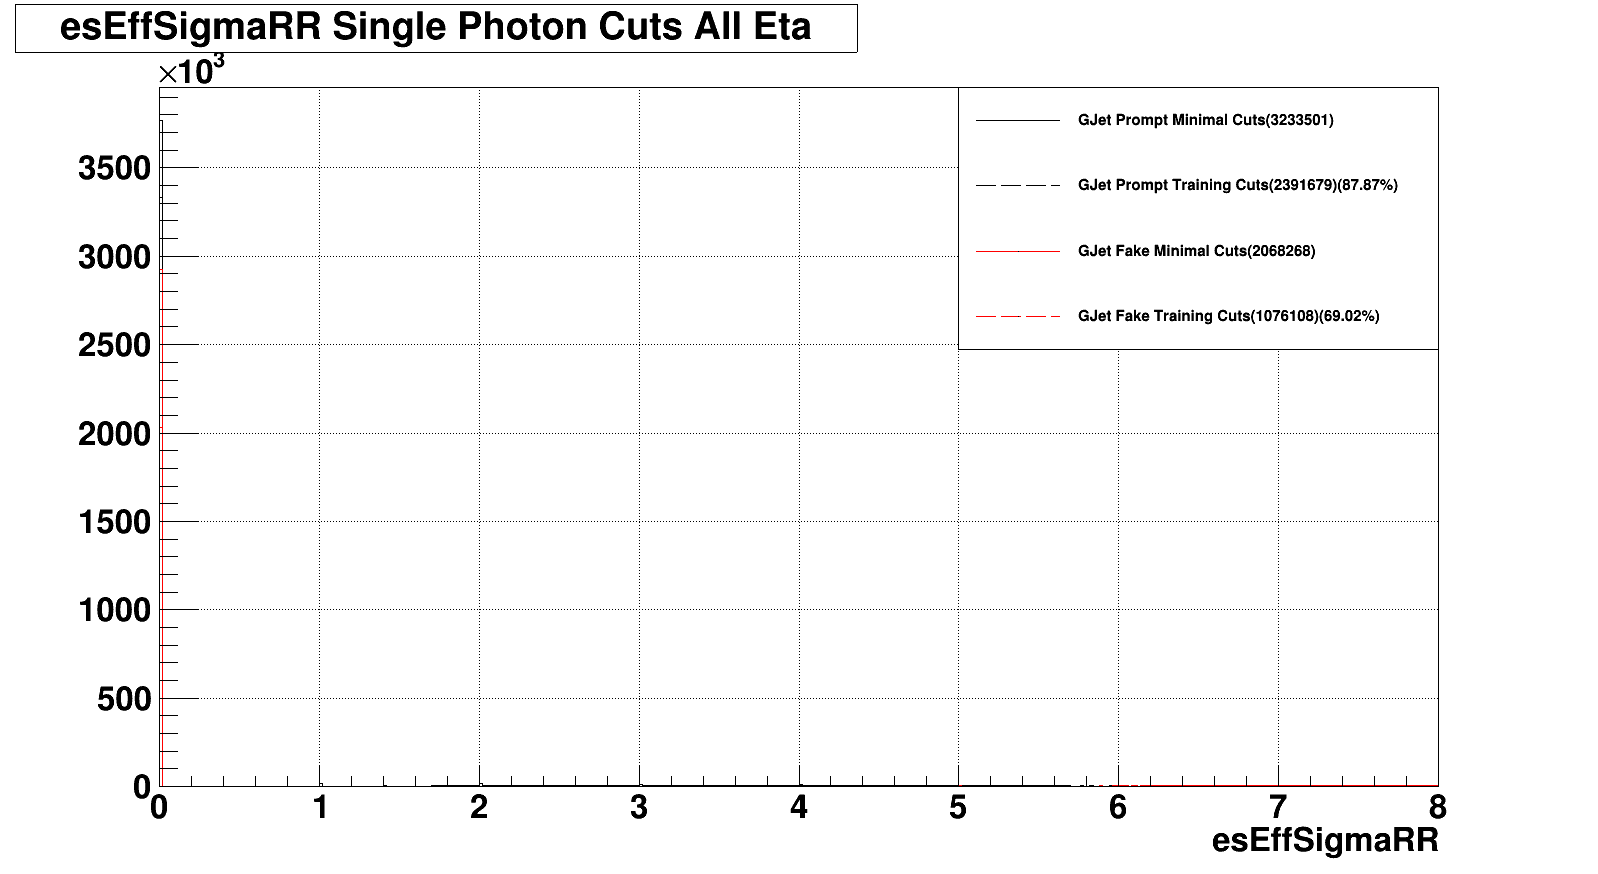 esEffSigmaRR Single Photon Cuts All Eta
×10³
GJet Prompt Minimal Cuts(3233501)
GJet Prompt Training Cuts(2391679)(87.87%)
GJet Fake Minimal Cuts(2068268)
GJet Fake Training Cuts(1076108)(69.02%)
3500
3000
2500
2000
1500
1000
500
0
0 1 2 3 4 5 6 7 8
esEffSigmaRR